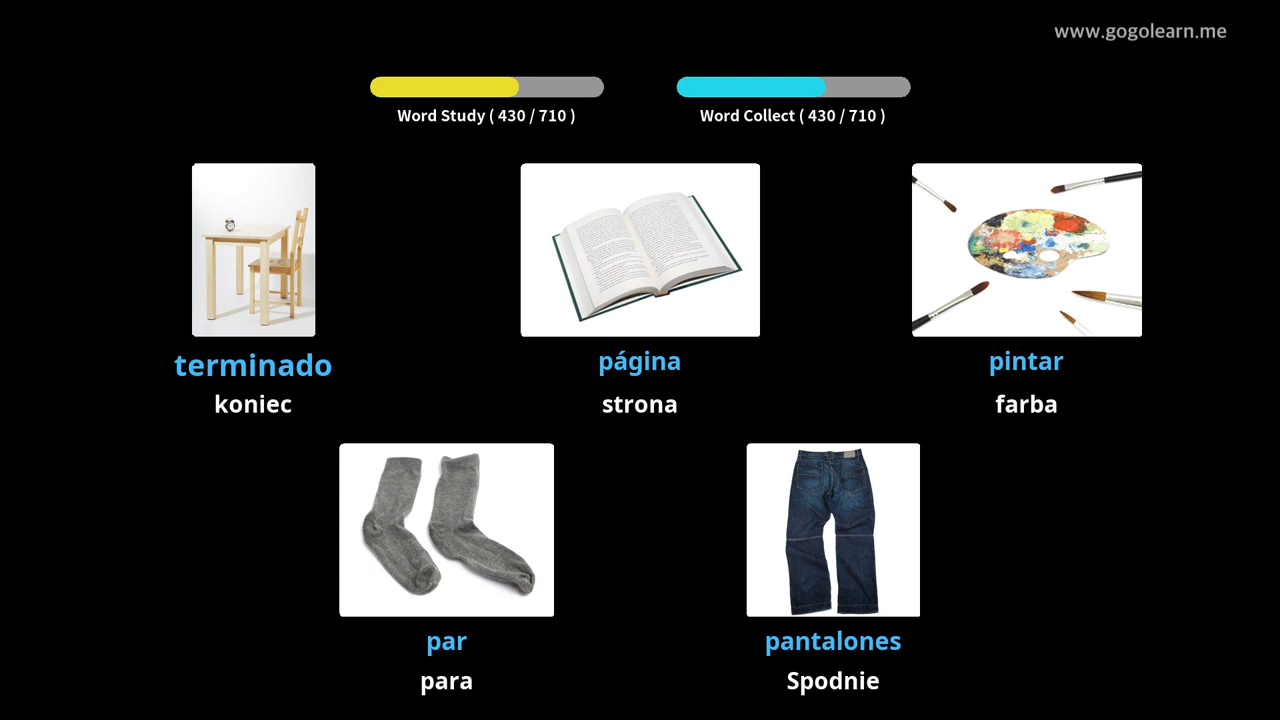 www.gogolearn.me
Word Study ( 430 / 710 )
Word Collect ( 430 / 710 )
terminado
koniec
página
strona
pintar
farba
par
para
pantalones
Spodnie